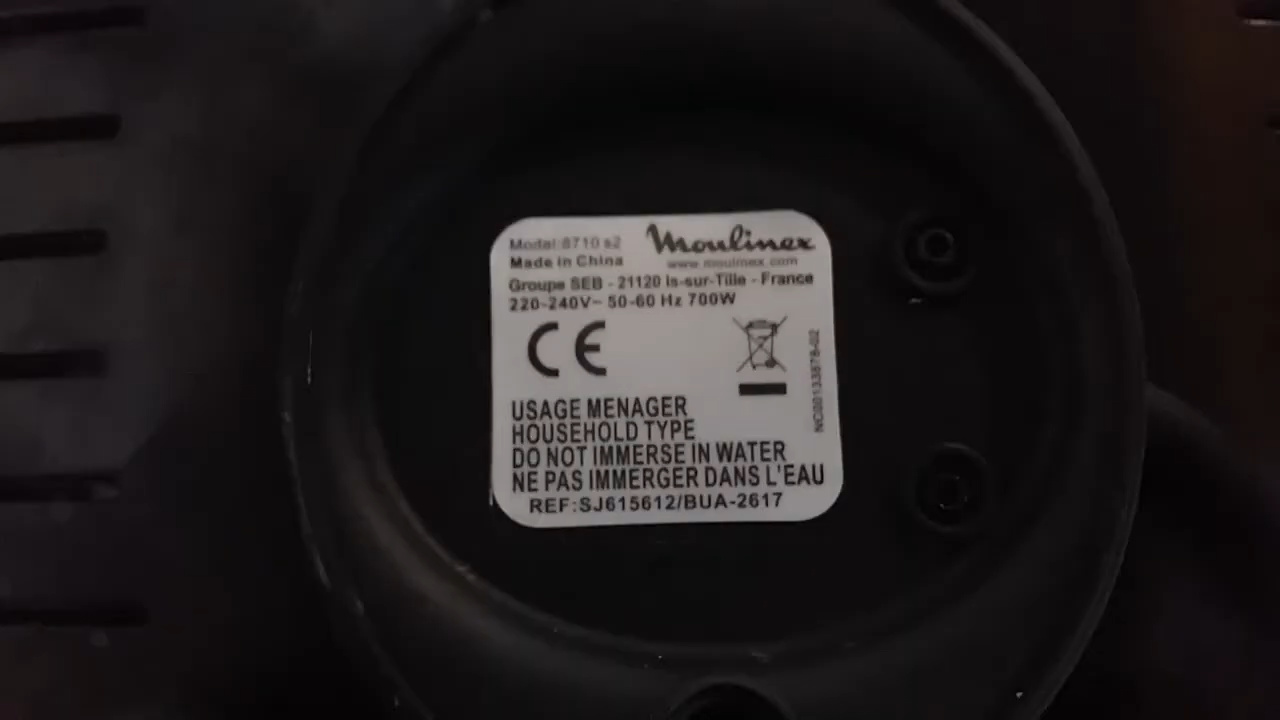 Model:8710 s2
Made in China
Moulinex
www.moulinex.com
Groupe SEB - 21120 Is-sur-Tille - France
220-240V~ 50-60 Hz 700W
CE
USAGE MENAGER
HOUSEHOLD TYPE
DO NOT IMMERSE IN WATER
NE PAS IMMERGER DANS L'EAU
REF:SJ615612/BUA-2617